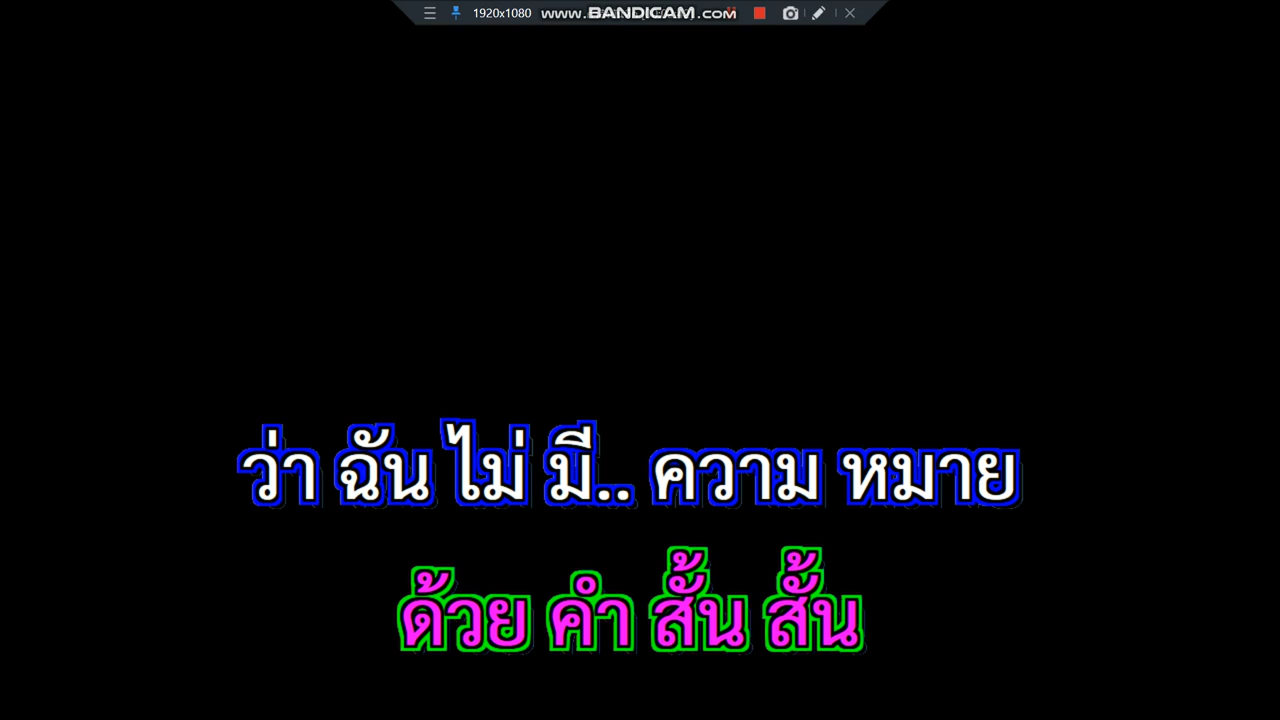 1920x1080 www.BANDICAM.com
ว่า ฉัน ไม่ มี.. ความ หมาย
ด้วย คำ สั้น สั้น